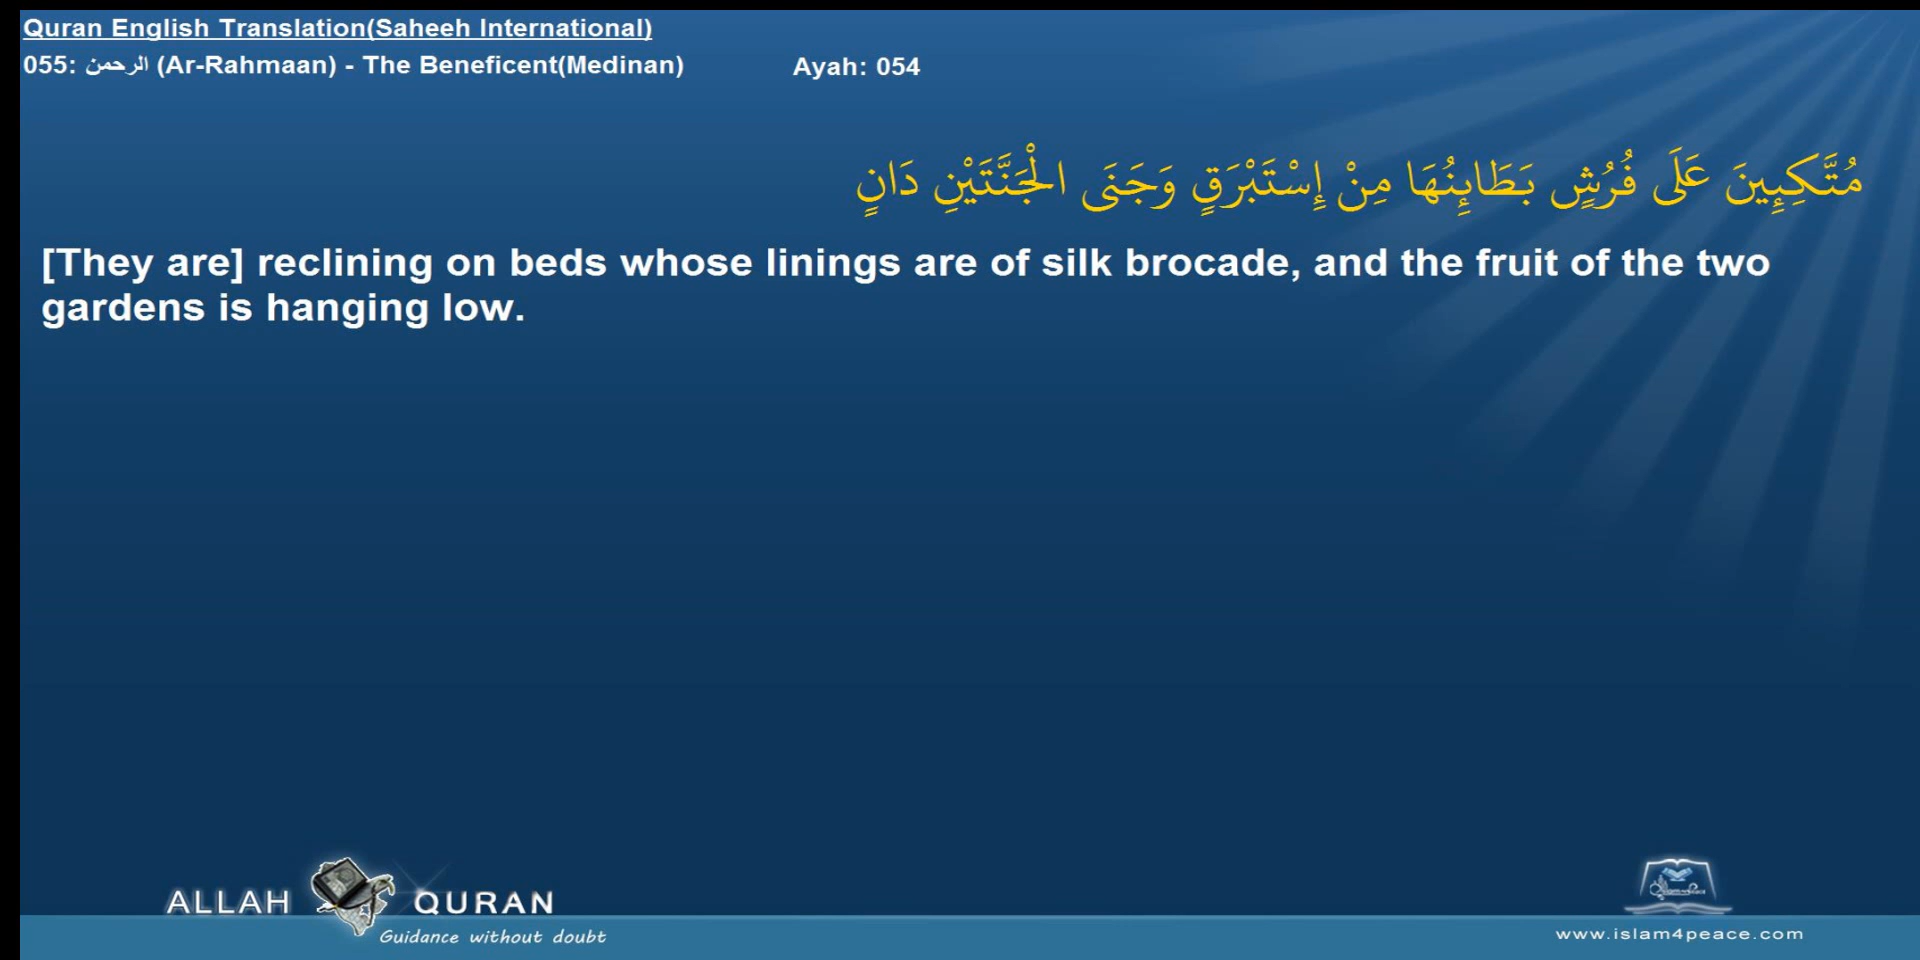 Quran English Translation(Saheeh International)
055: الرحمن (Ar-Rahmaan) - The Beneficent(Medinan) Ayah: 054
مُتَّكِـِٔينَ عَلَى فُرُشٍ بَطَائِنُهَا مِنْ إِسْتَبْرَقٍ وَجَنَى الْجَنَّتَيْنِ دَانٍ
[They are] reclining on beds whose linings are of silk brocade, and the fruit of the two
gardens is hanging low.
ALLAH QURAN
Guidance without doubt
www.islam4peace.com